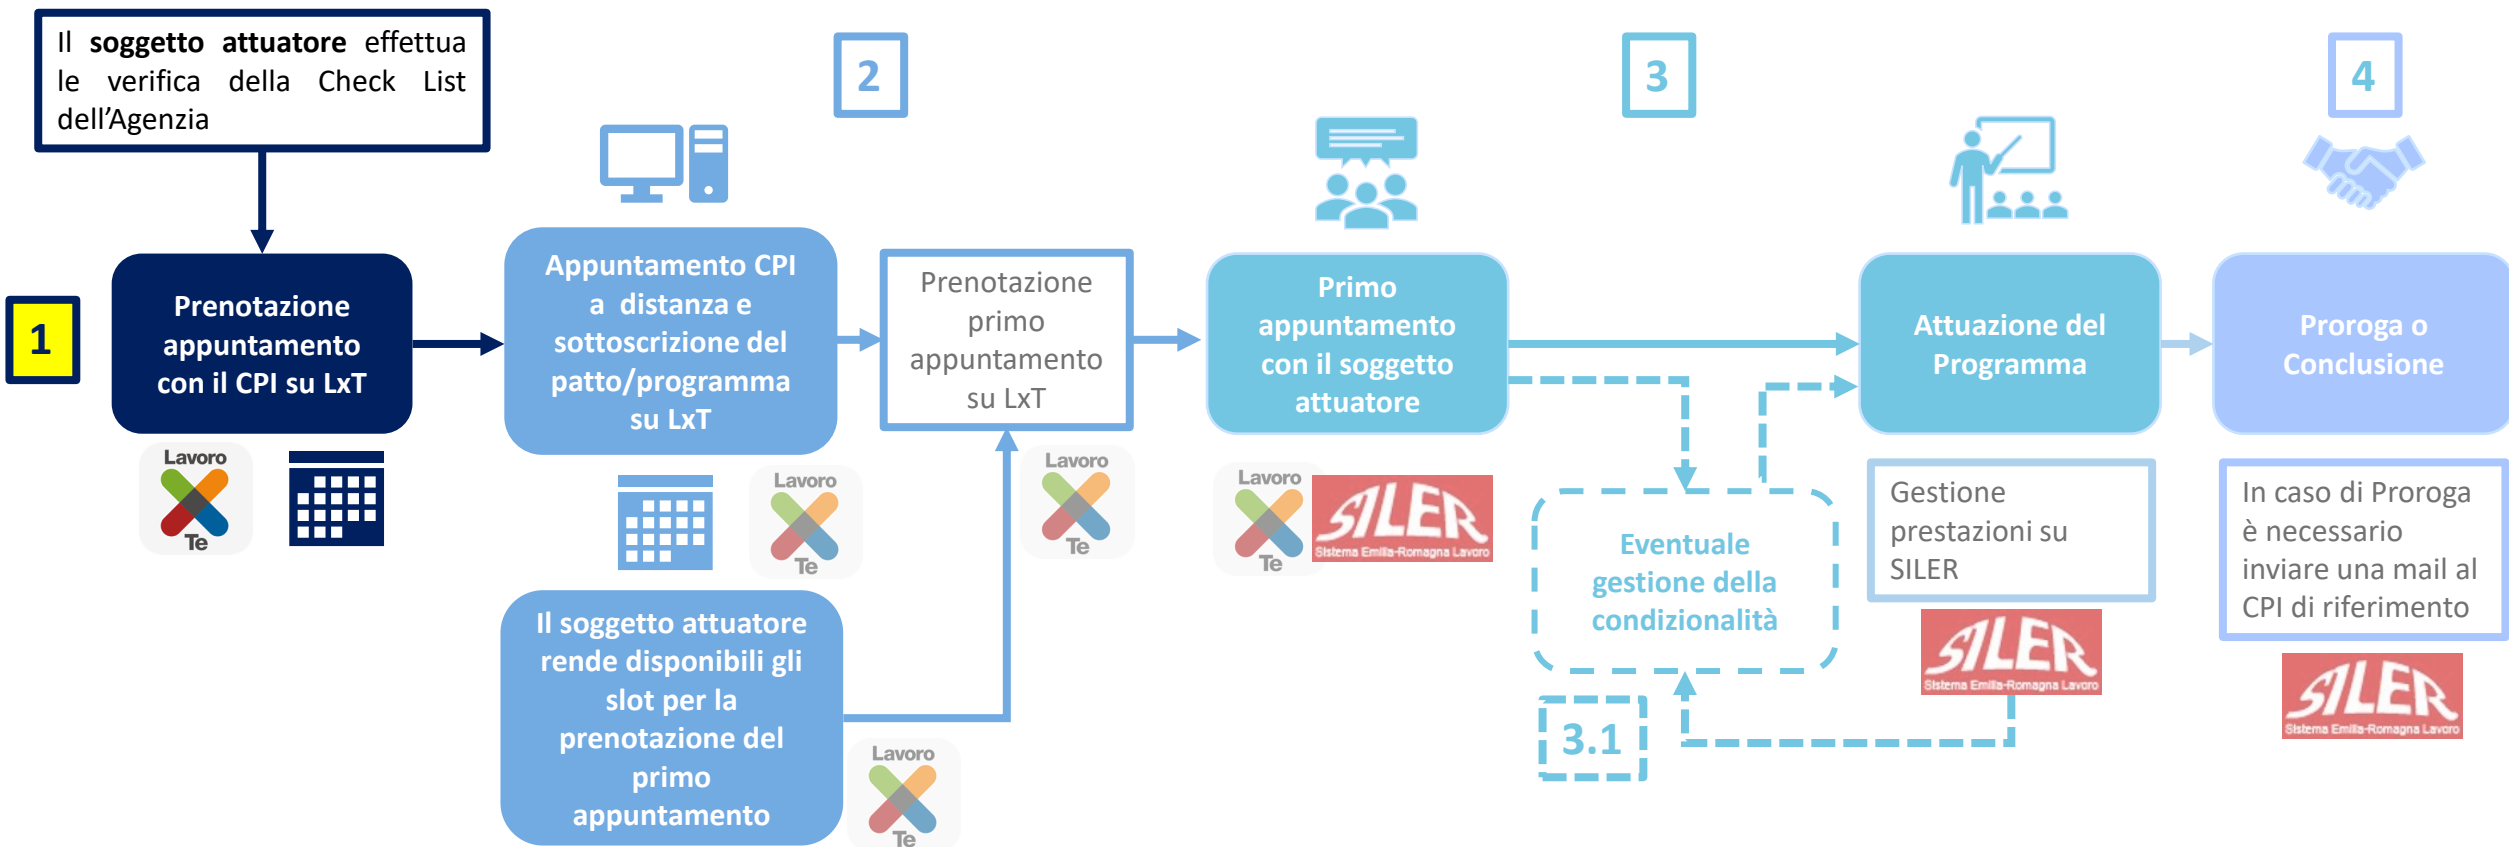 Il soggetto attuatore effettua
le verifica della Check List
dell'Agenzia
2
3
4
1
Prenotazione
appuntamento
con il CPI su LxT
Lavoro
Te
Appuntamento CPI
a distanza e
sottoscrizione del
patto/programma
su LxT
Lavoro
Te
Il soggetto attuatore
rende disponibili gli
slot per la
prenotazione del
primo
appuntamento
Lavoro
Te
Prenotazione
primo
appuntamento
su LxT
Lavoro
Te
Primo
appuntamento
con il soggetto
attuatore
Lavoro
Te
SILER
Sistema Emilia-Romagna Lavoro
Eventuale
gestione della
condizionalità
3.1
Attuazione del
Programma
Gestione
prestazioni su
SILER
SILER
Sistema Emilia-Romagna Lavoro
Proroga o
Conclusione
In caso di Proroga
è necessario
inviare una mail al
CPI di riferimento
SILER
Sistema Emilia-Romagna Lavoro